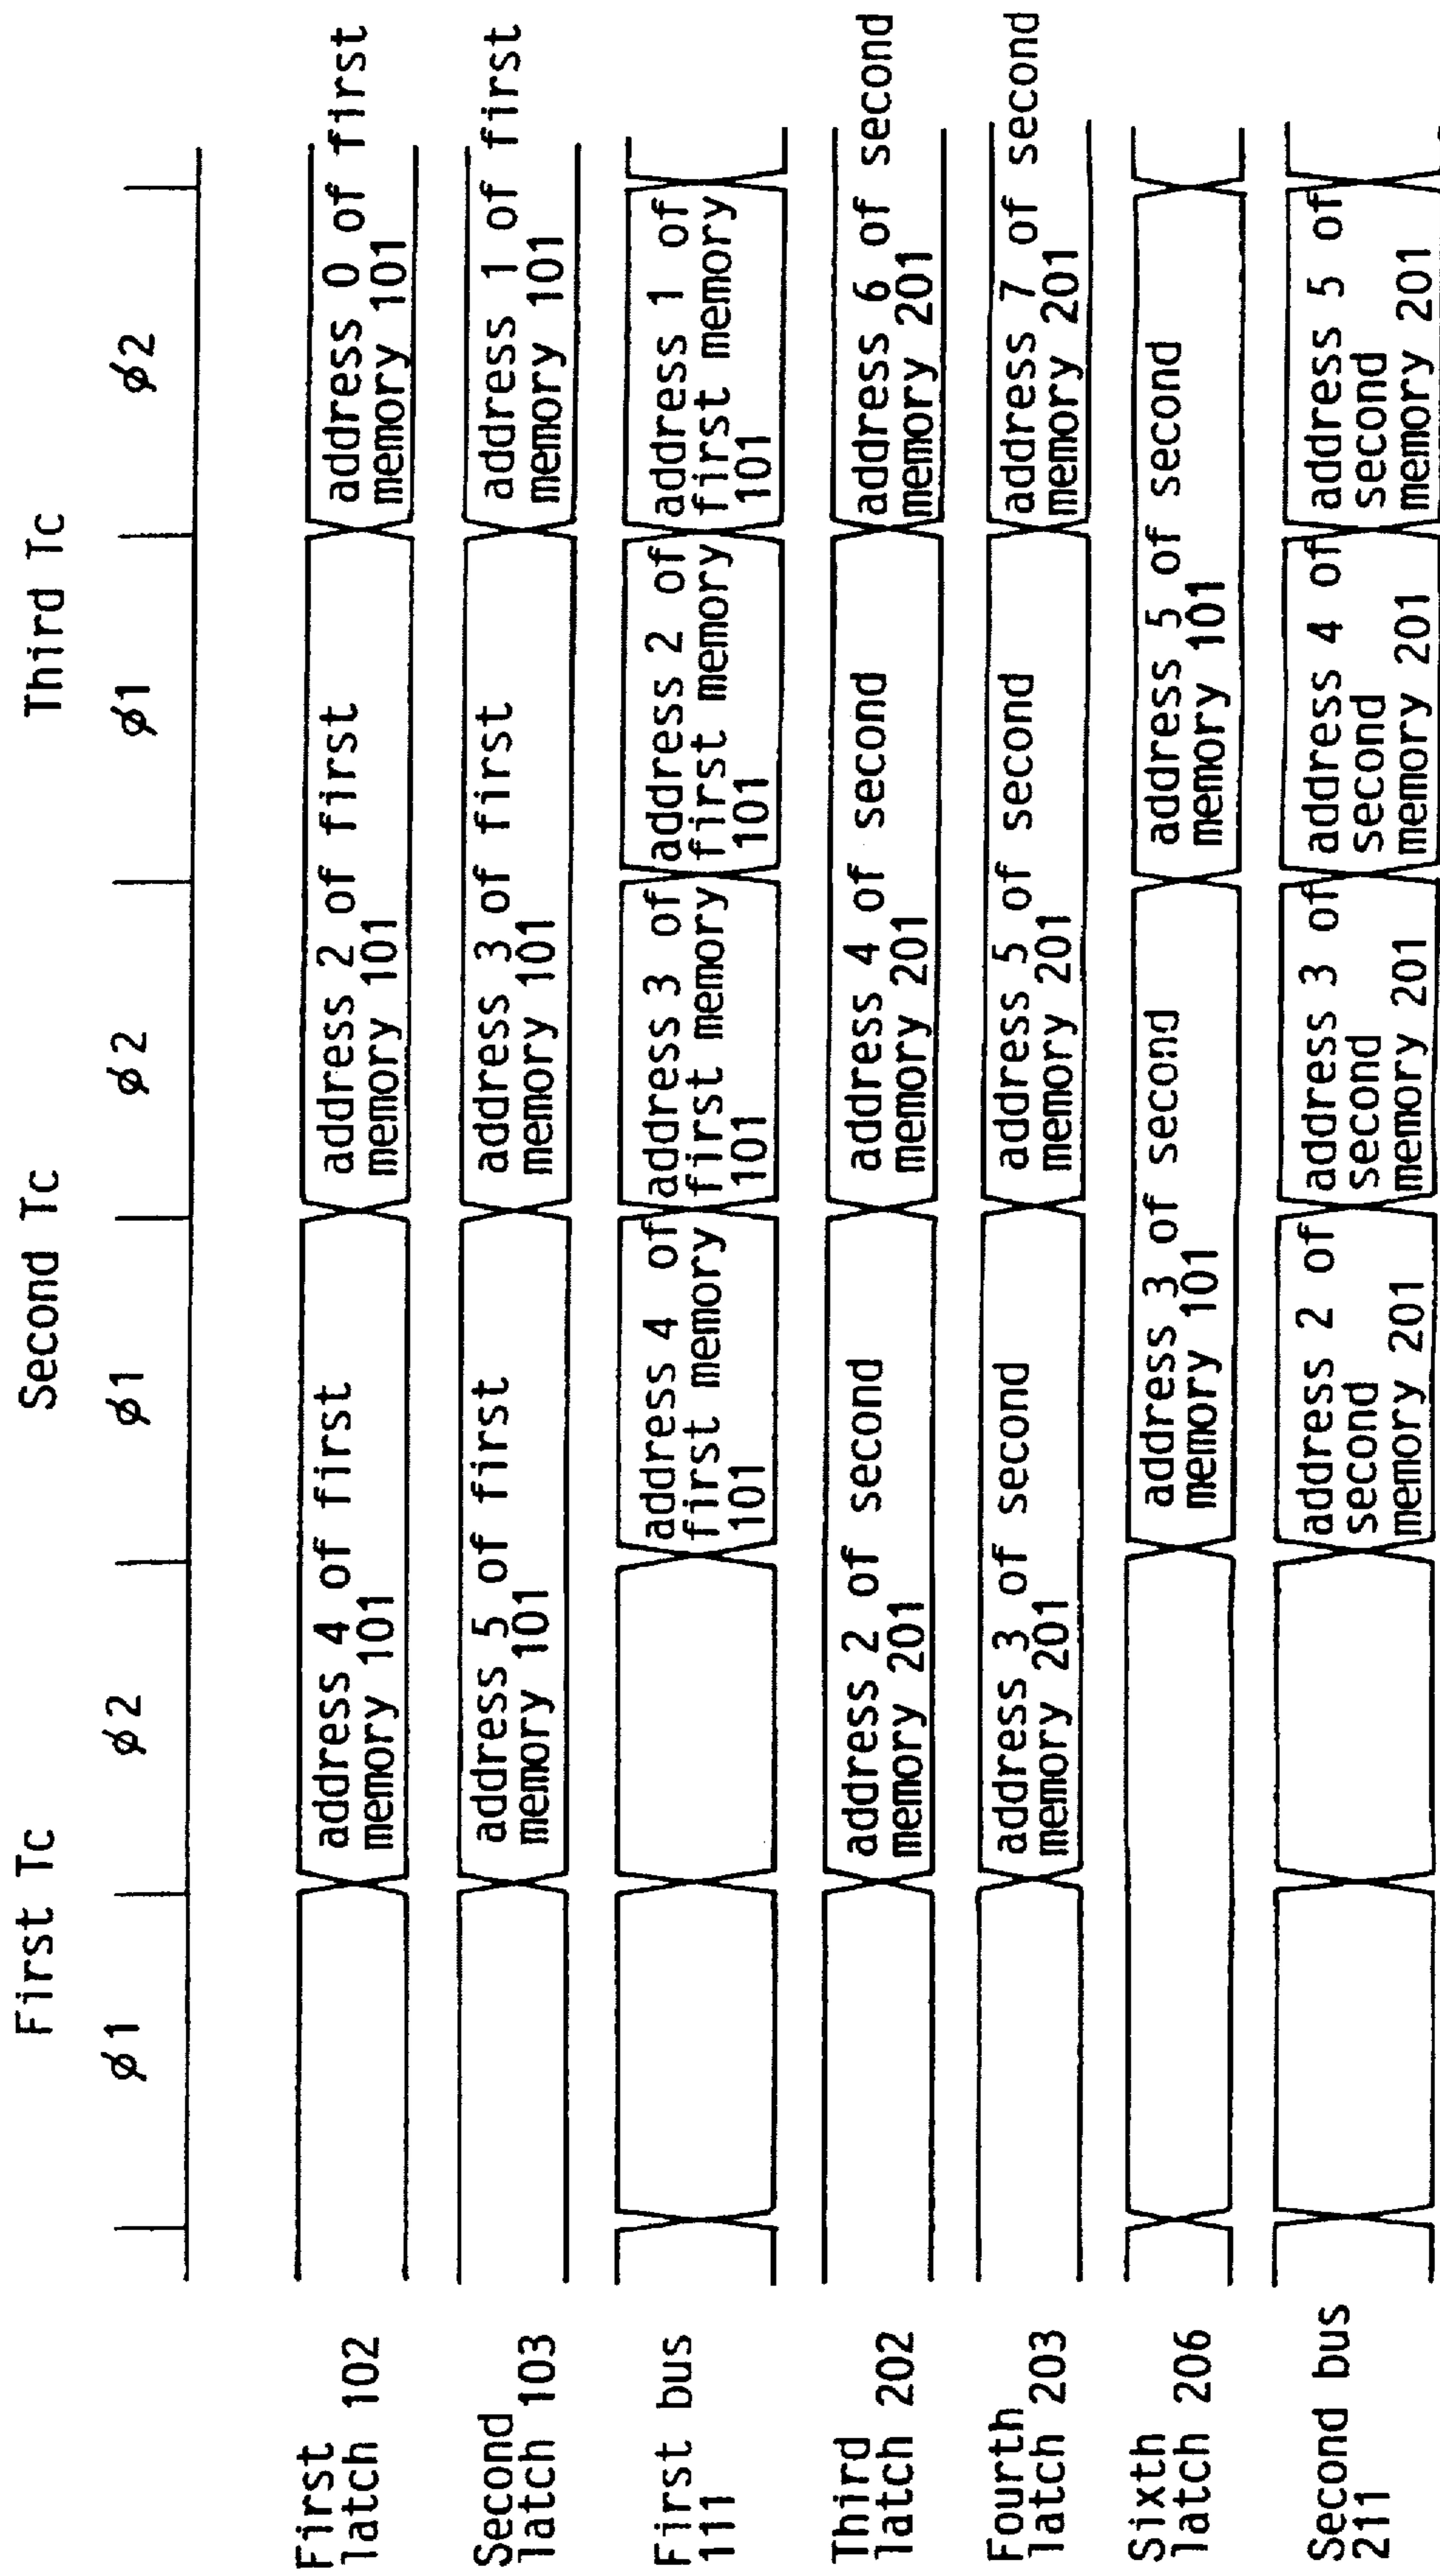 First Tc
Second Tc
Third Tc
ø1
ø2
ø1
ø2
ø1
ø2
First
latch 102
address 4 of first
memory 101
address 2 of first
memory 101
address 0 of first
memory 101
Second
latch 103
address 5 of first
memory 101
address 3 of first
memory 101
address 1 of first
memory 101
First bus
111
address 4 of
first memory
101
address 3 of
first memory
101
address 2 of
first memory
101
address 1 of
first memory
101
Third
latch 202
address 2 of second
memory 201
address 4 of second
memory 201
address 6 of second
memory 201
Fourth
latch 203
address 3 of second
memory 201
address 5 of second
memory 201
address 7 of second
memory 201
Sixth
latch 206
address 3 of second
memory 101
address 5 of second
memory 101
Second bus
211
address 2 of
second
memory 201
address 3 of
second
memory 201
address 4 of
second
memory 201
address 5 of
second
memory 201